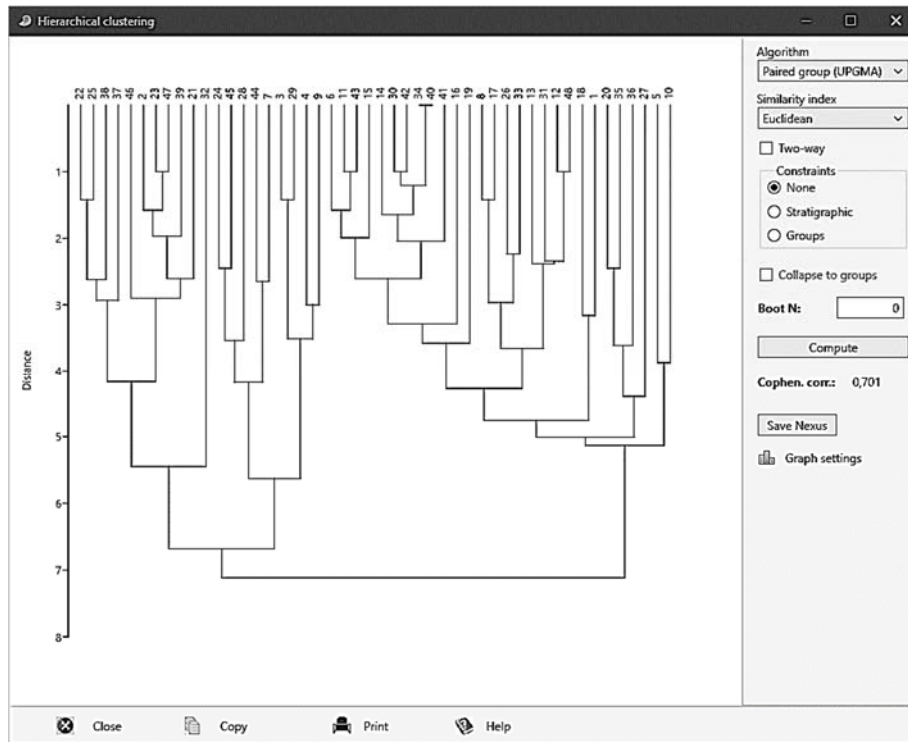 Hierarchical clustering
22 25 38 37 46 2 23 47 39 21 32 24 45 28 44 7 3 29 4 9 6 11 43 15 14 30 42 34 40 41 16 19 8 17 26 33 13 31 12 48 18 1 20 35 36 27 5 10
1
2
3
4
5
6
7
8
Distance
Algorithm
Paired group (UPGMA)
Similarity index
Euclidean
Two-way
Constraints
None
Stratigraphic
Groups
Collapse to groups
Boot N: 0
Compute
Cophen. corr.: 0,701
Save Nexus
Graph settings
Close Copy Print Help